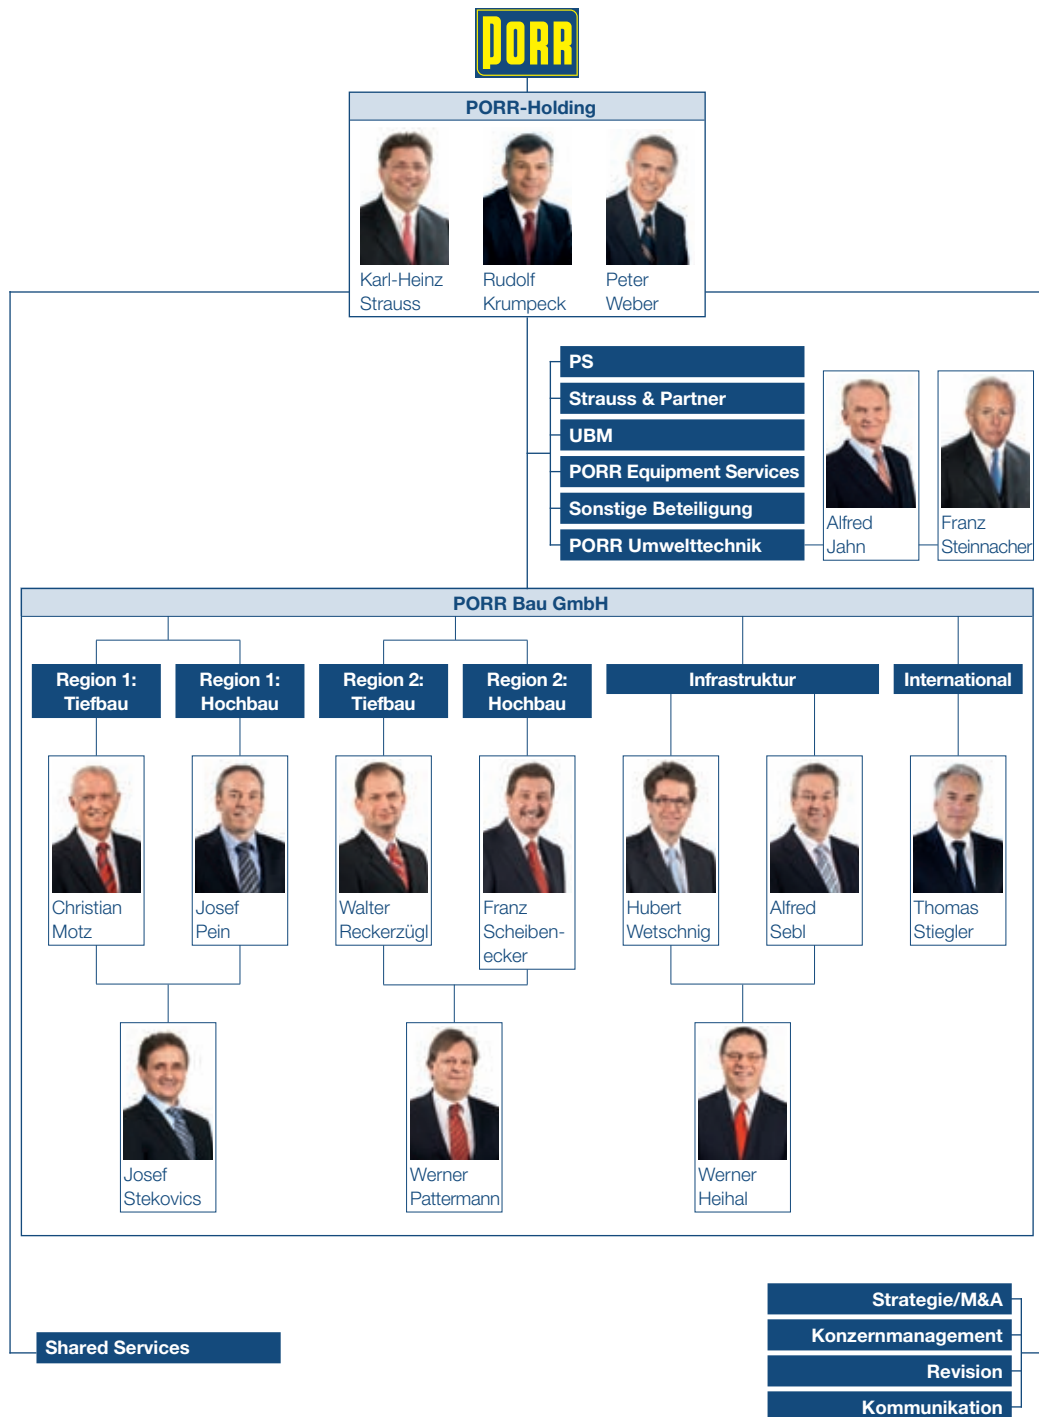 PORR
PORR-Holding
Karl-Heinz
Strauss
Rudolf
Krumpeck
Peter
Weber
PS
Strauss & Partner
UBM
PORR Equipment Services
Sonstige Beteiligung
PORR Umwelttechnik
Alfred
Jahn
Franz
Steinnacher
PORR Bau GmbH
Region 1:
Tiefbau
Region 1:
Hochbau
Region 2:
Tiefbau
Region 2:
Hochbau
Infrastruktur
International
Christian
Motz
Josef
Pein
Walter
Reckerzügl
Franz
Scheiben-
ecker
Hubert
Wetschnig
Alfred
Sebl
Thomas
Stiegler
Josef
Stekovics
Werner
Pattermann
Werner
Heihal
Shared Services
Strategie/M&A
Konzernmanagement
Revision
Kommunikation